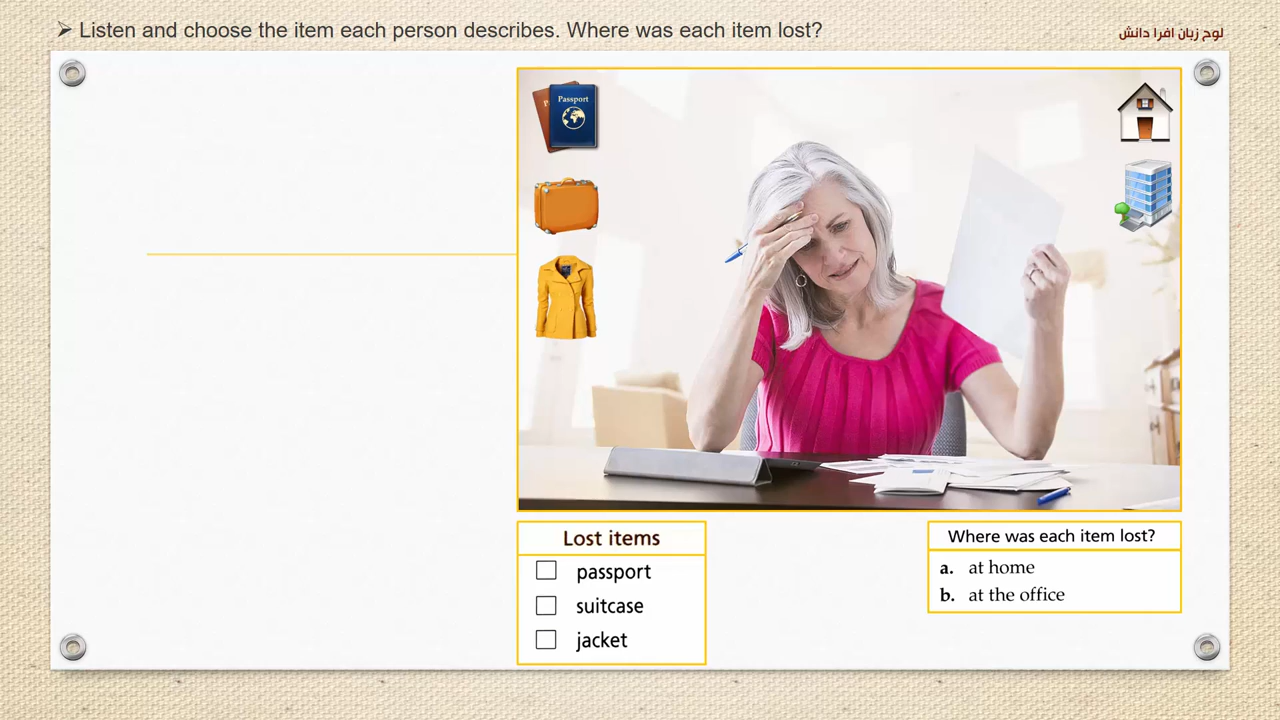 ➢ Listen and choose the item each person describes. Where was each item lost?
لوح زبان افرا دانش
Passport
Lost items
passport
suitcase
jacket
Where was each item lost?
a. at home
b. at the office